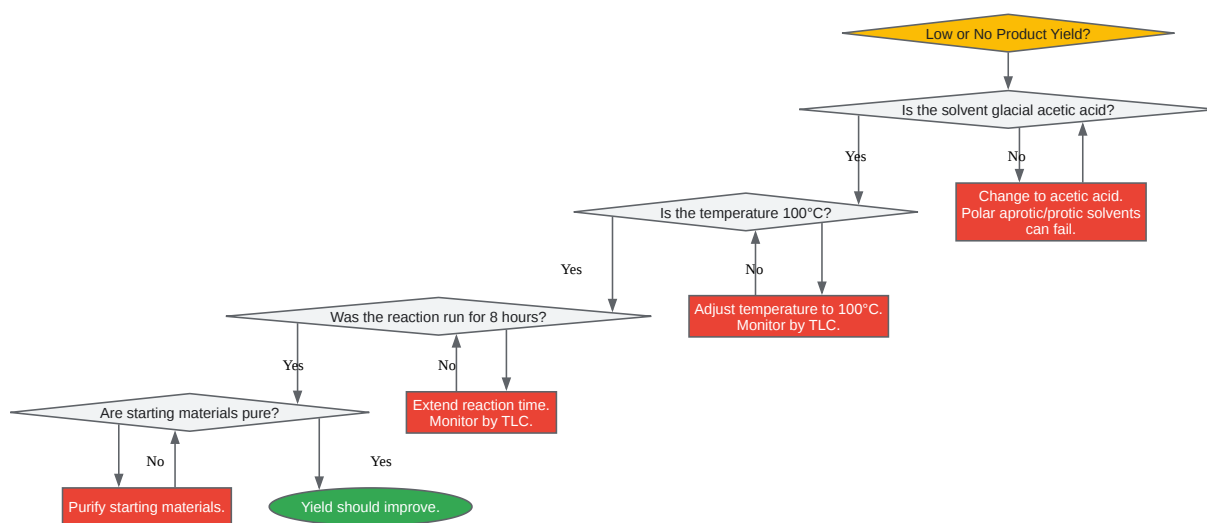 Low or No Product Yield?
Is the solvent glacial acetic acid?
Yes
No
Change to acetic acid.
Polar aprotic/protic solvents
can fail.
Is the temperature 100°C?
Yes
No
Adjust temperature to 100°C.
Monitor by TLC.
Was the reaction run for 8 hours?
Yes
No
Extend reaction time.
Monitor by TLC.
Are starting materials pure?
No
Yes
Purify starting materials.
Yield should improve.